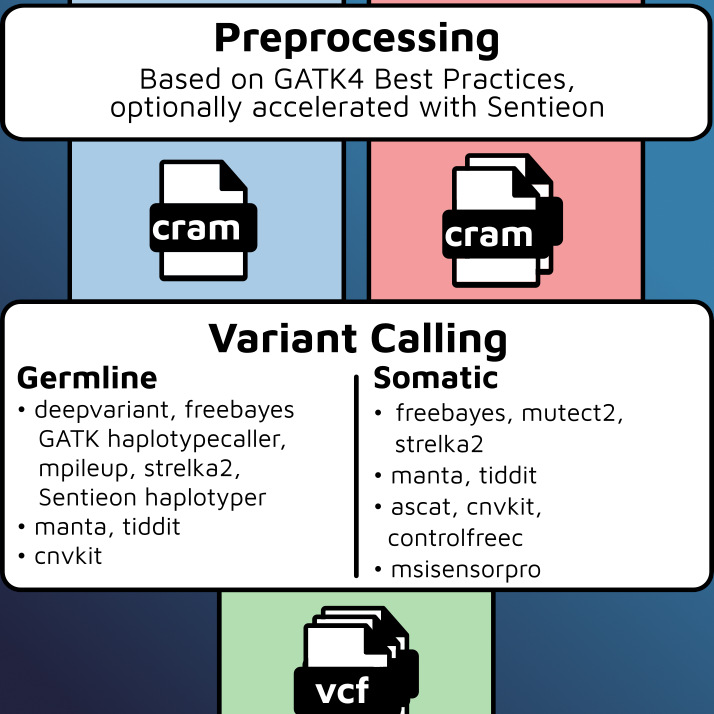 Preprocessing
Based on GATK4 Best Practices,
optionally accelerated with Sentieon
cram
cram
Variant Calling
Germline
• deepvariant, freebayes
GATK haplotypecaller,
mpileup, strelka2,
Sentieon haplotyper
• manta, tiddit
• cnvkit
Somatic
• freebayes, mutect2,
strelka2
• manta, tiddit
• ascat, cnvkit,
controlfreec
• msisensorpro
vcf